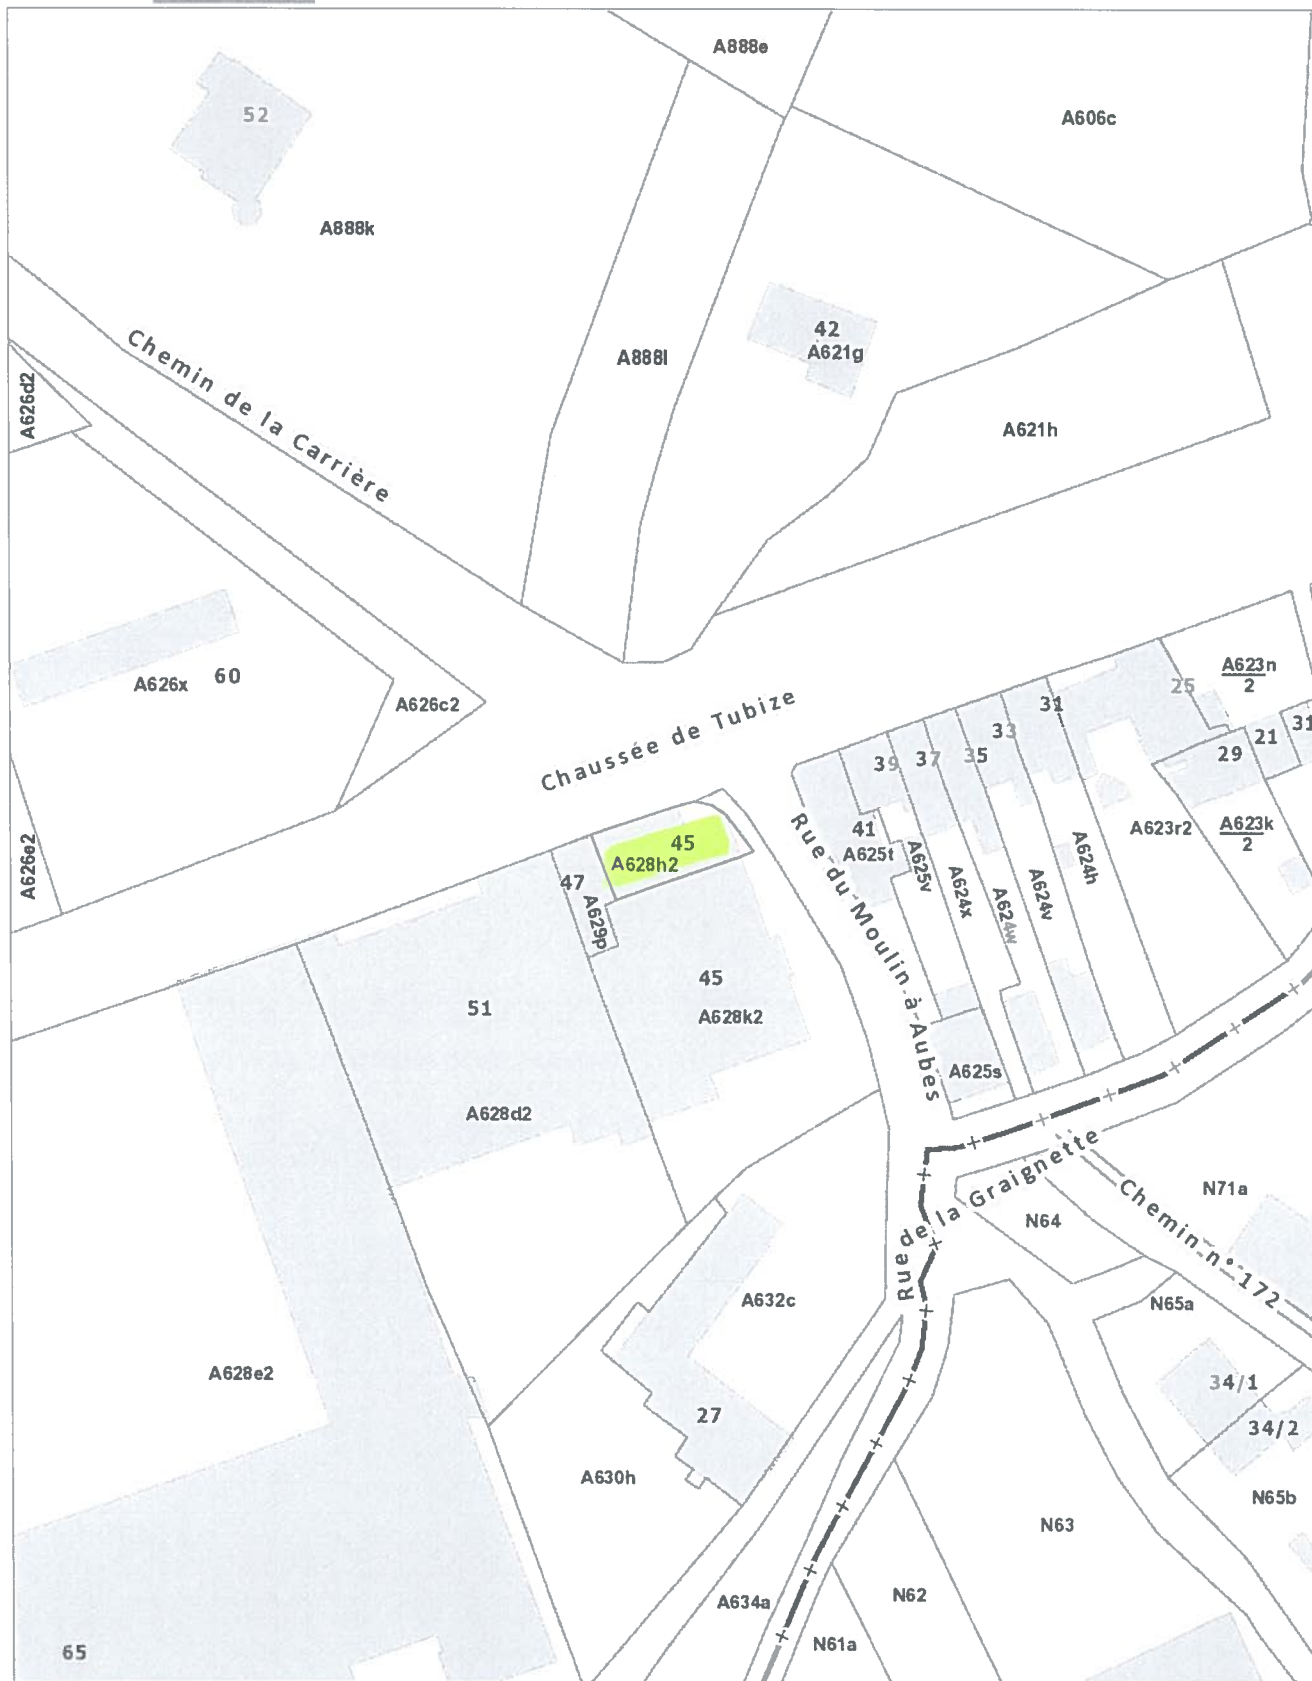 A888e
A606c
52
A888k
42
A621g
A888l
A621h
A626d2
Chemin de la Carrière
A626x
60
A626c2
Chaussée de Tubize
A623n
2
25
31
33
35
37
39
21
31
29
A626e2
45
A628h2
47
A629p
Rue du Moulin à Aubes
41
A625t
A625v
A624x
A624w
A624v
A624h
A623r2
A623k
2
45
A628k2
51
A628d2
A625s
Rue de la Graignette
Chemin n° 172
N71a
N64
N65a
A632c
A628e2
27
34/1
34/2
A630h
N65b
N63
A634a
N62
N61a
65